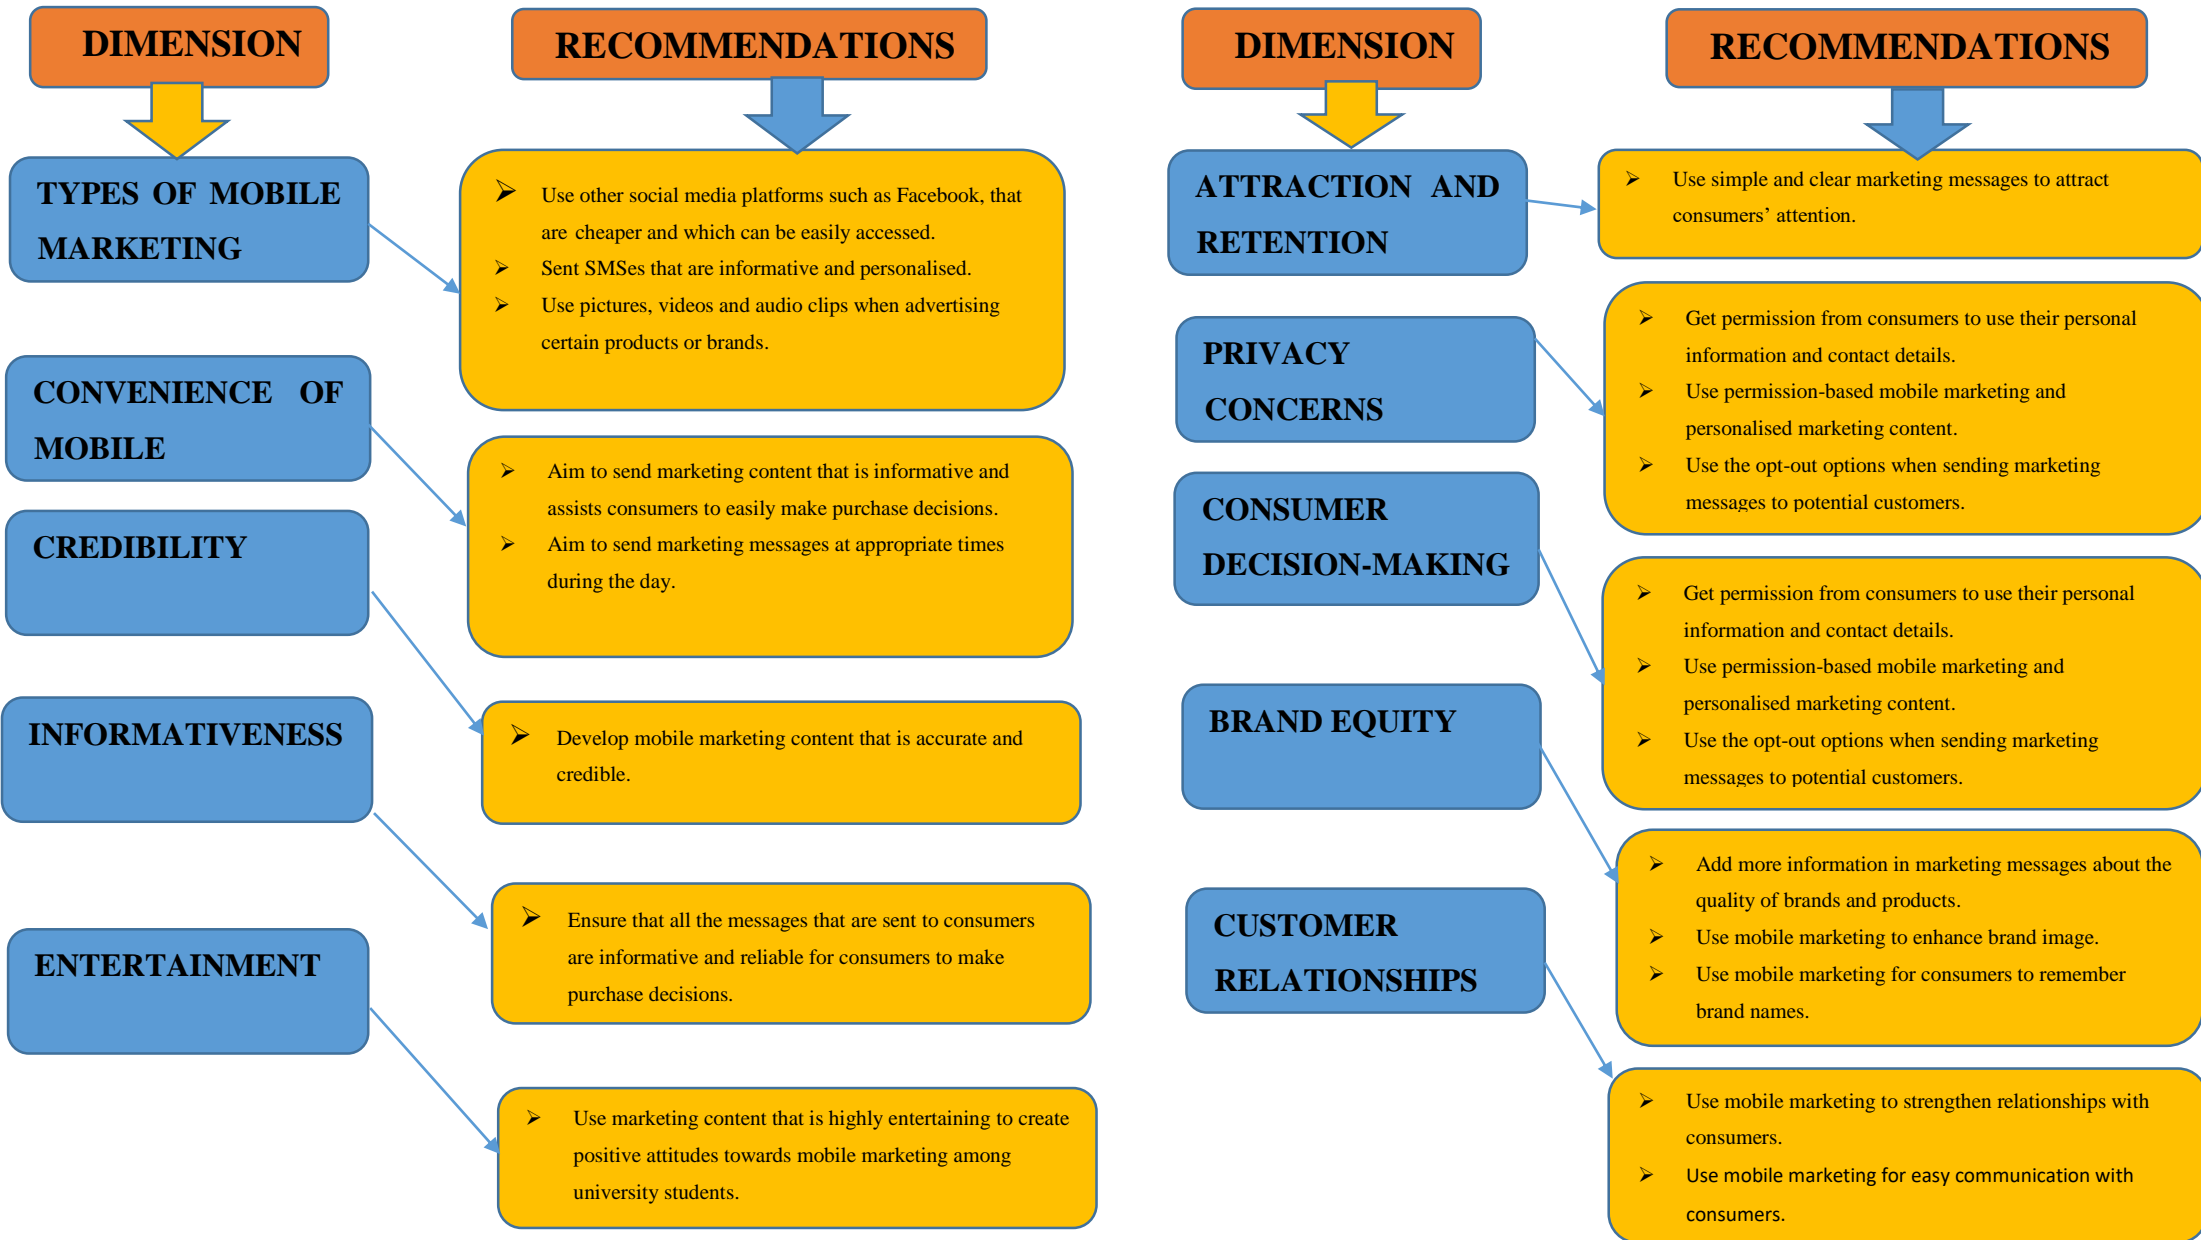 DIMENSION
RECOMMENDATIONS
TYPES OF MOBILE
MARKETING
➢ Use other social media platforms such as Facebook, that
are cheaper and which can be easily accessed.
➢ Sent SMSes that are informative and personalised.
➢ Use pictures, videos and audio clips when advertising
certain products or brands.
CONVENIENCE OF
MOBILE
➢ Aim to send marketing content that is informative and
assists consumers to easily make purchase decisions.
➢ Aim to send marketing messages at appropriate times
during the day.
CREDIBILITY
➢ Develop mobile marketing content that is accurate and
credible.
INFORMATIVENESS
➢ Ensure that all the messages that are sent to consumers
are informative and reliable for consumers to make
purchase decisions.
ENTERTAINMENT
➢ Use marketing content that is highly entertaining to create
positive attitudes towards mobile marketing among
university students.
DIMENSION
RECOMMENDATIONS
ATTRACTION AND
RETENTION
➢ Use simple and clear marketing messages to attract
consumers’ attention.
PRIVACY
CONCERNS
➢ Get permission from consumers to use their personal
information and contact details.
➢ Use permission-based mobile marketing and
personalised marketing content.
➢ Use the opt-out options when sending marketing
messages to potential customers.
CONSUMER
DECISION-MAKING
➢ Get permission from consumers to use their personal
information and contact details.
➢ Use permission-based mobile marketing and
personalised marketing content.
➢ Use the opt-out options when sending marketing
messages to potential customers.
BRAND EQUITY
➢ Add more information in marketing messages about the
quality of brands and products.
➢ Use mobile marketing to enhance brand image.
➢ Use mobile marketing for consumers to remember
brand names.
CUSTOMER
RELATIONSHIPS
➢ Use mobile marketing to strengthen relationships with
consumers.
➢ Use mobile marketing for easy communication with
consumers.